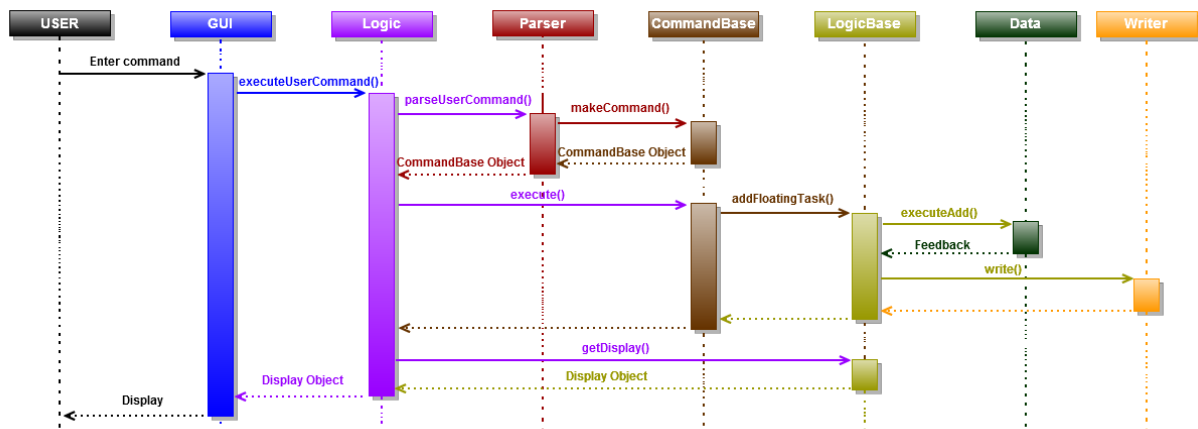 USER GUI Logic Parser CommandBase LogicBase Data Writer
Enter command
executeUserCommand()
parseUserCommand()
makeCommand()
CommandBase Object
CommandBase Object
execute()
addFloatingTask()
executeAdd()
Feedback
write()
getDisplay()
Display Object
Display Object
Display